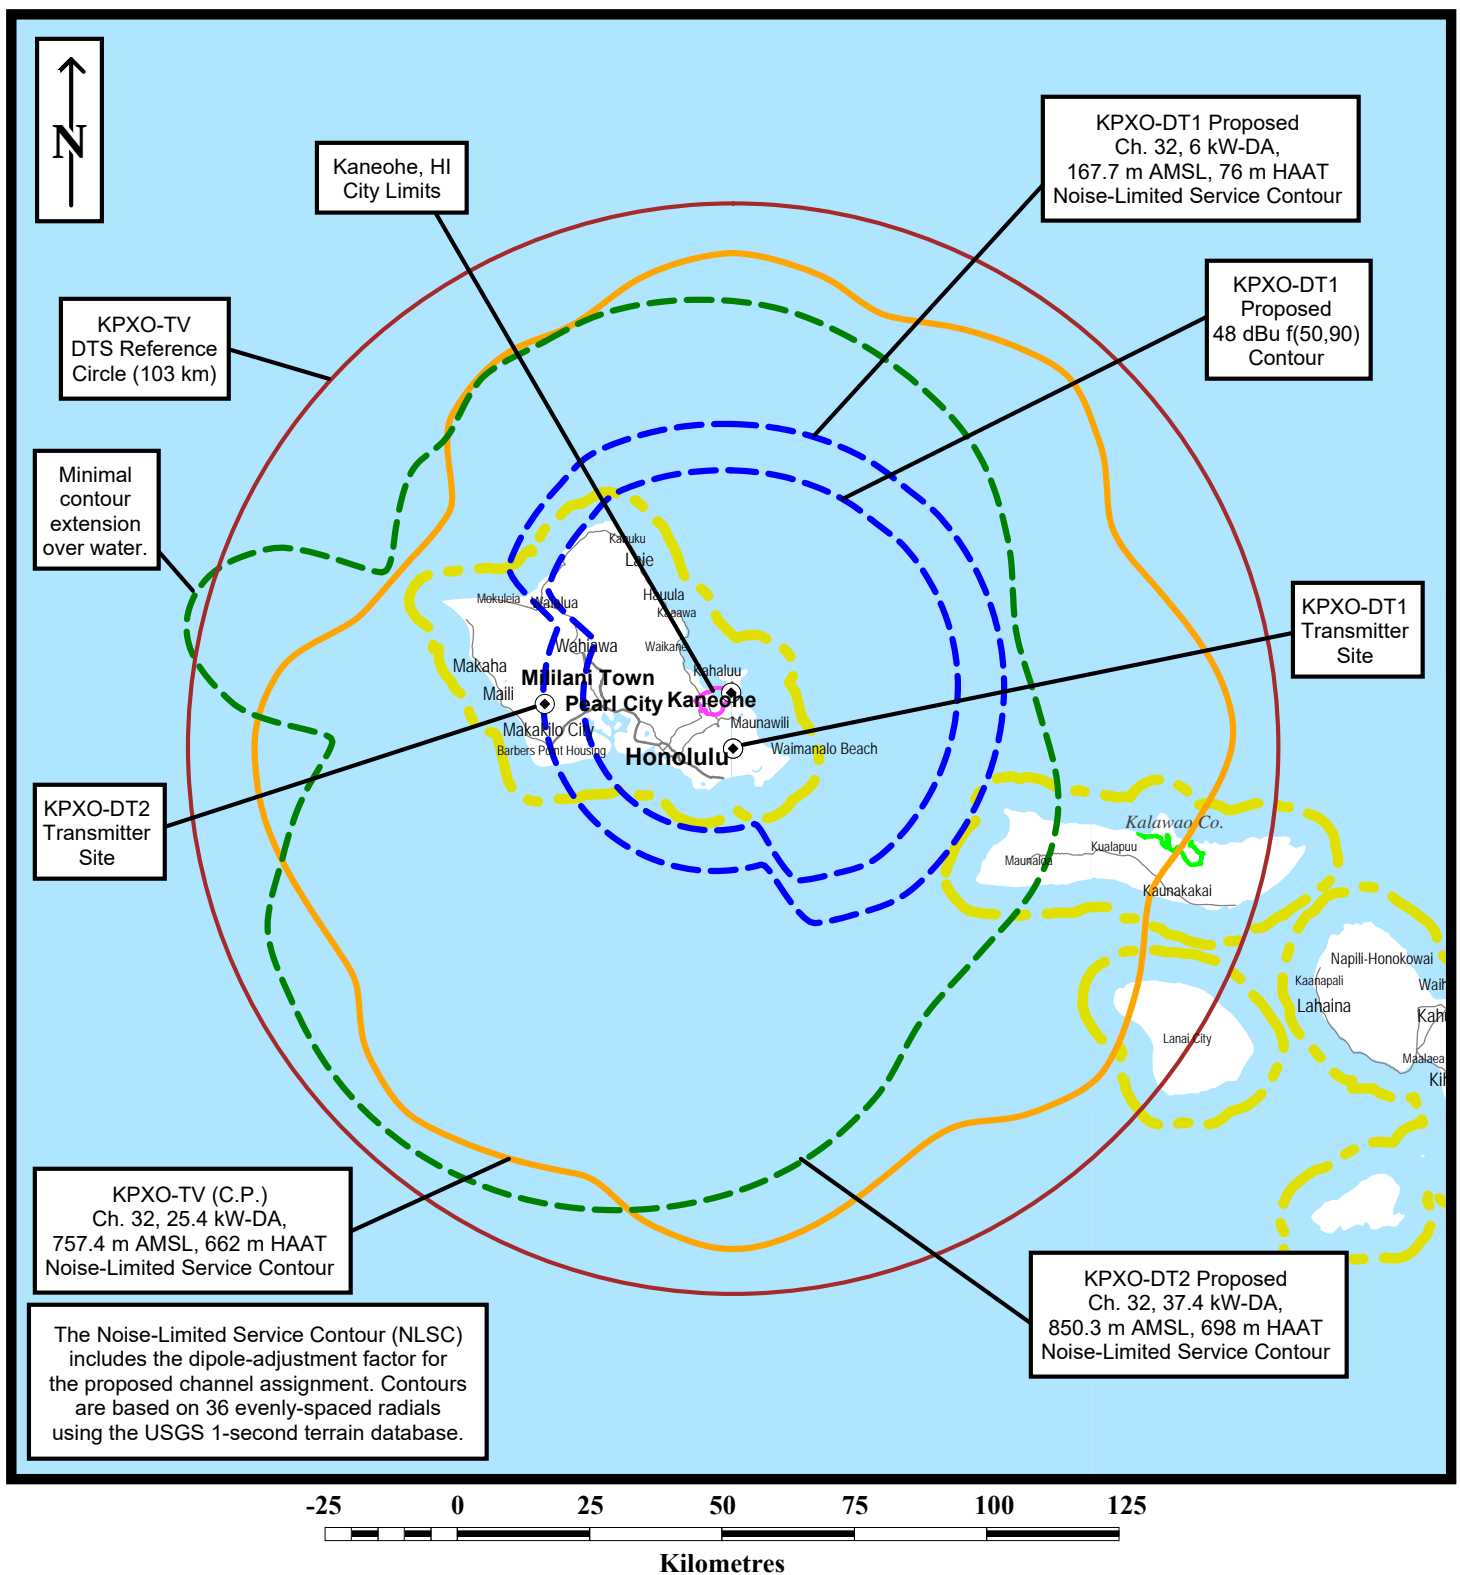 N
Kaneohe, HI
City Limits
KPXO-DT1 Proposed
Ch. 32, 6 kW-DA,
167.7 m AMSL, 76 m HAAT
Noise-Limited Service Contour
KPXO-DT1
Proposed
48 dBu f(50,90)
Contour
KPXO-TV
DTS Reference
Circle (103 km)
Minimal
contour
extension
over water.
KPXO-DT1
Transmitter
Site
Kahuku
Laie
Hauula
Kaaawa
Mokuleia
Waialua
Wahiawa
Waikane
Kahaluu
Makaha
Mililani Town
Maili
Pearl City
Kaneohe
Makakilo City
Maunawili
Barbers Point Housing
Honolulu
Waimanalo Beach
KPXO-DT2
Transmitter
Site
Kalawao Co.
Maunaloa
Kualapuu
Kaunakakai
Napili-Honokowai
Kaanapali
Waih
Lahaina
Kahu
Lanai City
Maalaea
Kih
KPXO-TV (C.P.)
Ch. 32, 25.4 kW-DA,
757.4 m AMSL, 662 m HAAT
Noise-Limited Service Contour
KPXO-DT2 Proposed
Ch. 32, 37.4 kW-DA,
850.3 m AMSL, 698 m HAAT
Noise-Limited Service Contour
The Noise-Limited Service Contour (NLSC)
includes the dipole-adjustment factor for
the proposed channel assignment. Contours
are based on 36 evenly-spaced radials
using the USGS 1-second terrain database.
-25 0 25 50 75 100 125
Kilometres